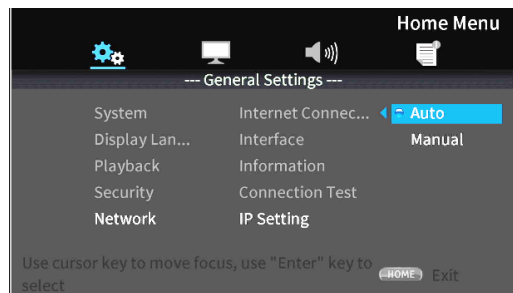 Home Menu
--- General Settings ---
System Internet Connec... Auto
Display Lan... Interface Manual
Playback Information
Security Connection Test
Network IP Setting
Use cursor key to move focus, use "Enter" key to
select
HOME Exit